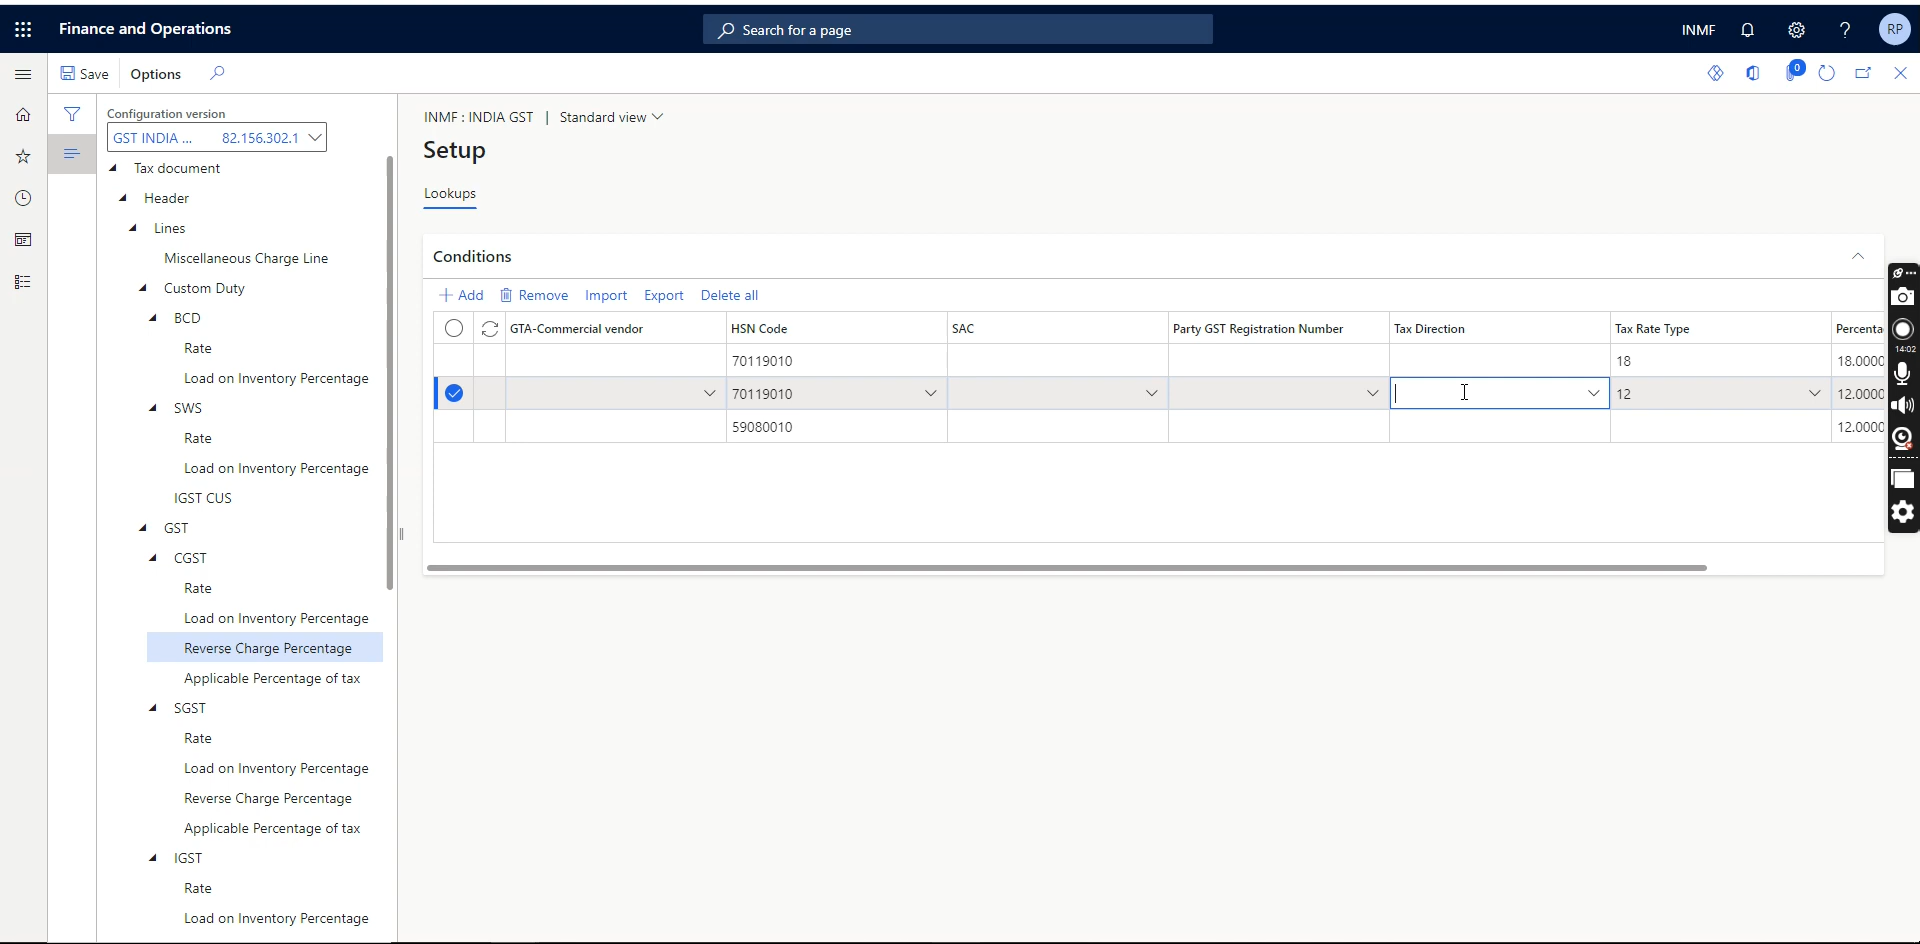 Finance and Operations
Search for a page
INMF
?
RP
Save
Options
0
Configuration version
GST INDIA ... 82.156.302.1
Tax document
Header
Lines
Miscellaneous Charge Line
Custom Duty
BCD
Rate
Load on Inventory Percentage
SWS
Rate
Load on Inventory Percentage
IGST CUS
GST
CGST
Rate
Load on Inventory Percentage
Reverse Charge Percentage
Applicable Percentage of tax
SGST
Rate
Load on Inventory Percentage
Reverse Charge Percentage
Applicable Percentage of tax
IGST
Rate
Load on Inventory Percentage
INMF : INDIA GST | Standard view
Setup
Lookups
Conditions
Add Remove Import Export Delete all
GTA-Commercial vendor HSN Code SAC Party GST Registration Number Tax Direction Tax Rate Type Percenta
70119010 18 18.0000
70119010 12 12.0000
59080010 12.0000
14:02